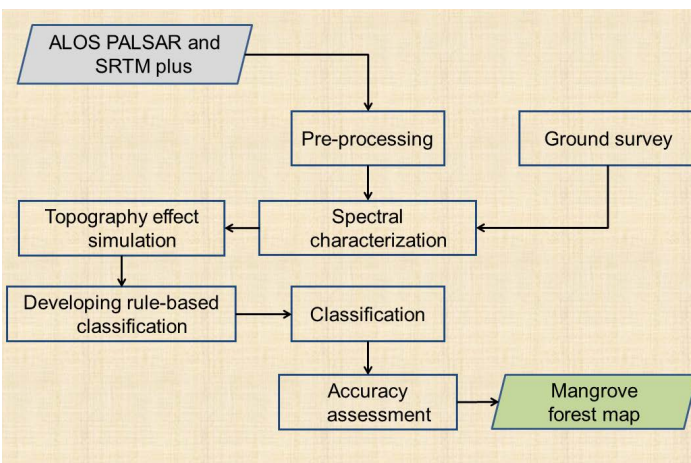 ALOS PALSAR and
SRTM plus
Pre-processing
Ground survey
Topography effect
simulation
Spectral
characterization
Developing rule-based
classification
Classification
Accuracy
assessment
Mangrove
forest map